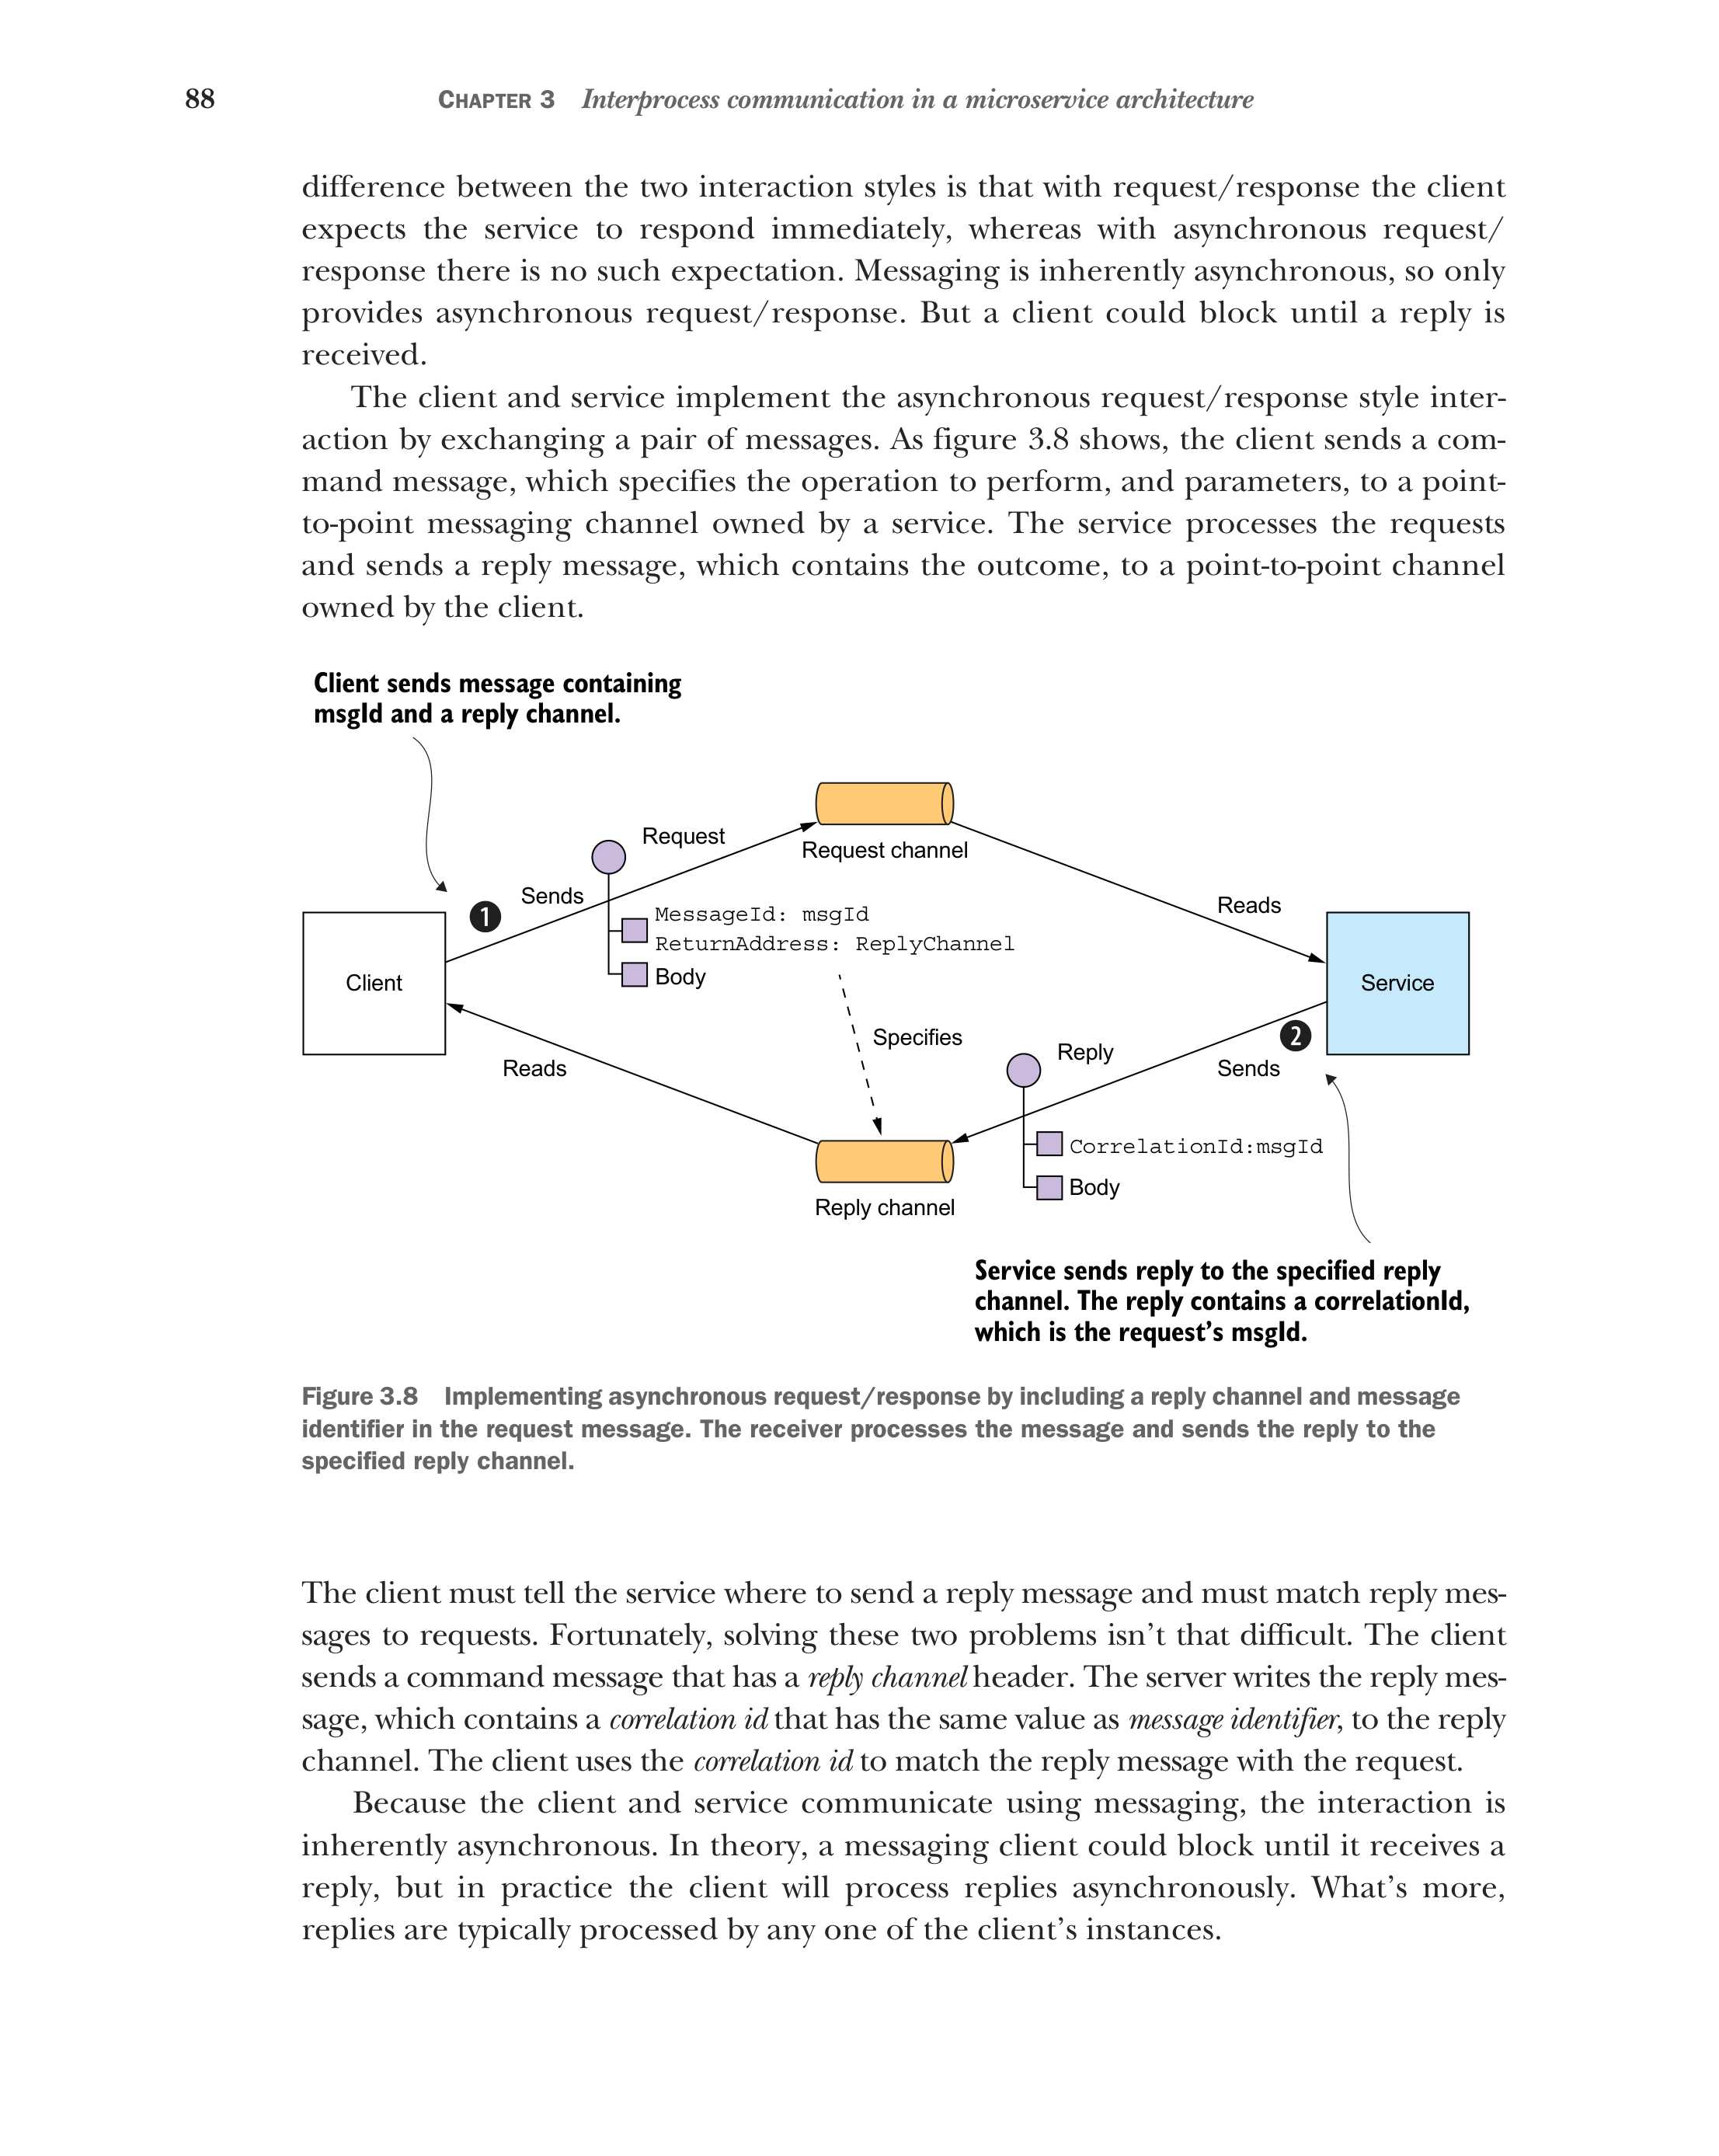 88
CHAPTER 3 Interprocess communication in a microservice architecture
difference between the two interaction styles is that with request/response the client
expects the service to respond immediately, whereas with asynchronous request/
response there is no such expectation. Messaging is inherently asynchronous, so only
provides asynchronous request/response. But a client could block until a reply is
received.
The client and service implement the asynchronous request/response style inter-
action by exchanging a pair of messages. As figure 3.8 shows, the client sends a com-
mand message, which specifies the operation to perform, and parameters, to a point-
to-point messaging channel owned by a service. The service processes the requests
and sends a reply message, which contains the outcome, to a point-to-point channel
owned by the client.
Client sends message containing
msgId and a reply channel.
Request
Request channel
Sends
1
Reads
MessageId: msgId
ReturnAddress: ReplyChannel
Body
Client
Service
Specifies
2
Reply
Reads
Sends
CorrelationId:msgId
Body
Reply channel
Service sends reply to the specified reply
channel. The reply contains a correlationId,
which is the request's msgId.
Figure 3.8 Implementing asynchronous request/response by including a reply channel and message
identifier in the request message. The receiver processes the message and sends the reply to the
specified reply channel.
The client must tell the service where to send a reply message and must match reply mes-
sages to requests. Fortunately, solving these two problems isn't that difficult. The client
sends a command message that has a reply channel header. The server writes the reply mes-
sage, which contains a correlation id that has the same value as message identifier, to the reply
channel. The client uses the correlation id to match the reply message with the request.
Because the client and service communicate using messaging, the interaction is
inherently asynchronous. In theory, a messaging client could block until it receives a
reply, but in practice the client will process replies asynchronously. What's more,
replies are typically processed by any one of the client's instances.